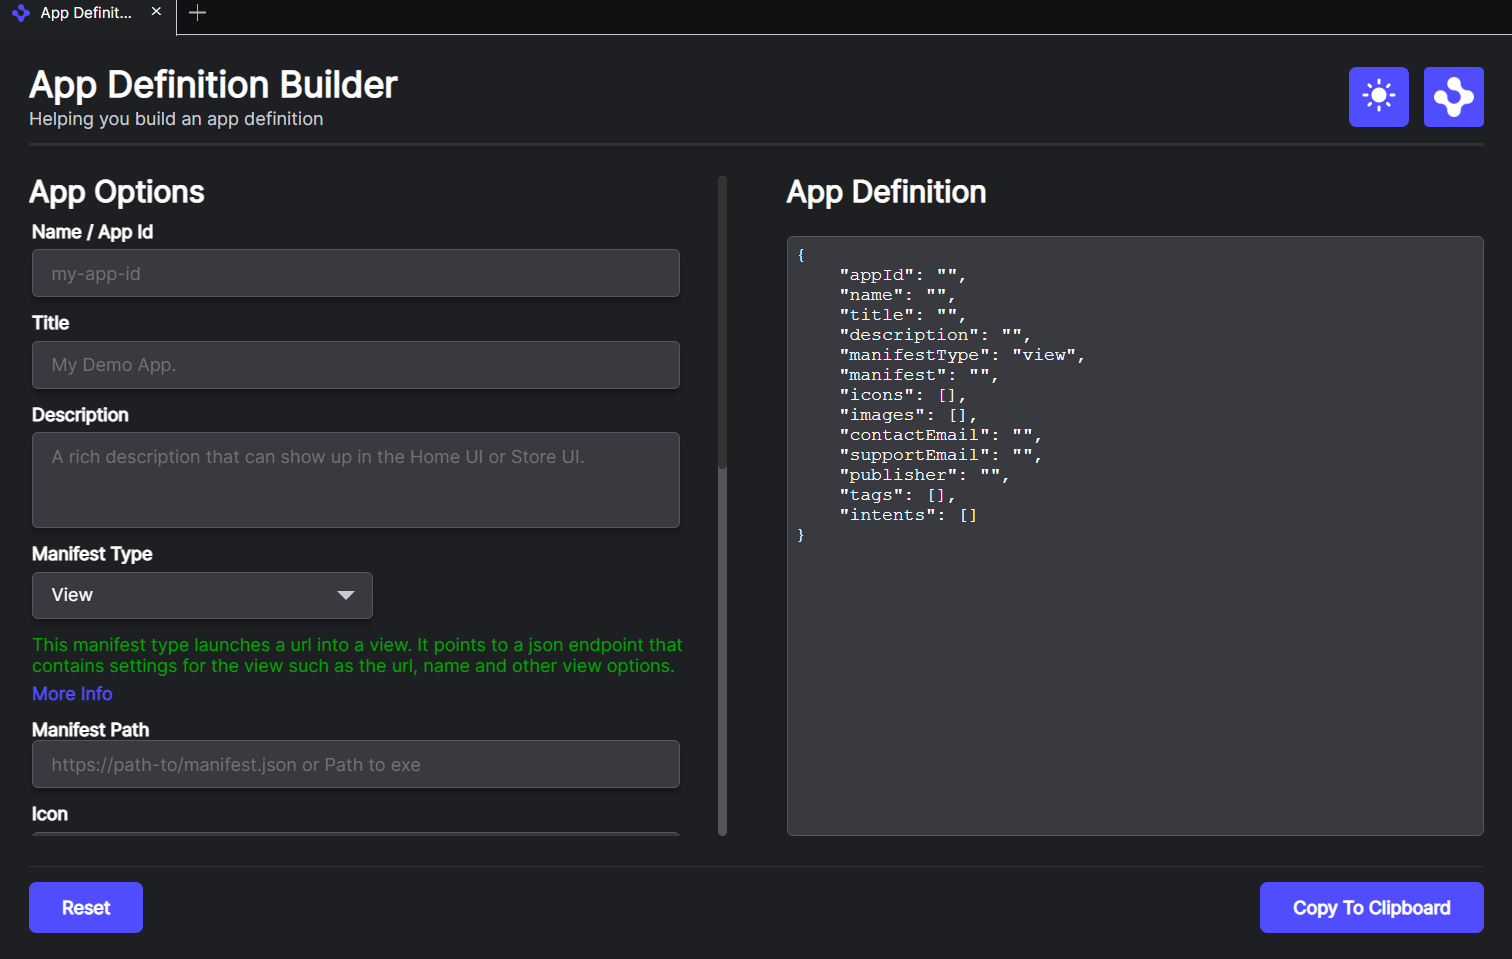 App Definit...
App Definition Builder
Helping you build an app definition
App Options
Name / App Id
my-app-id
Title
My Demo App.
Description
A rich description that can show up in the Home UI or Store UI.
Manifest Type
View
This manifest type launches a url into a view. It points to a json endpoint that
contains settings for the view such as the url, name and other view options.
More Info
Manifest Path
https://path-to/manifest.json or Path to exe
Icon
App Definition
{
    "appId": "",
    "name": "",
    "title": "",
    "description": "",
    "manifestType": "view",
    "manifest": "",
    "icons": [],
    "images": [],
    "contactEmail": "",
    "supportEmail": "",
    "publisher": "",
    "tags": [],
    "intents": []
}
Reset
Copy To Clipboard